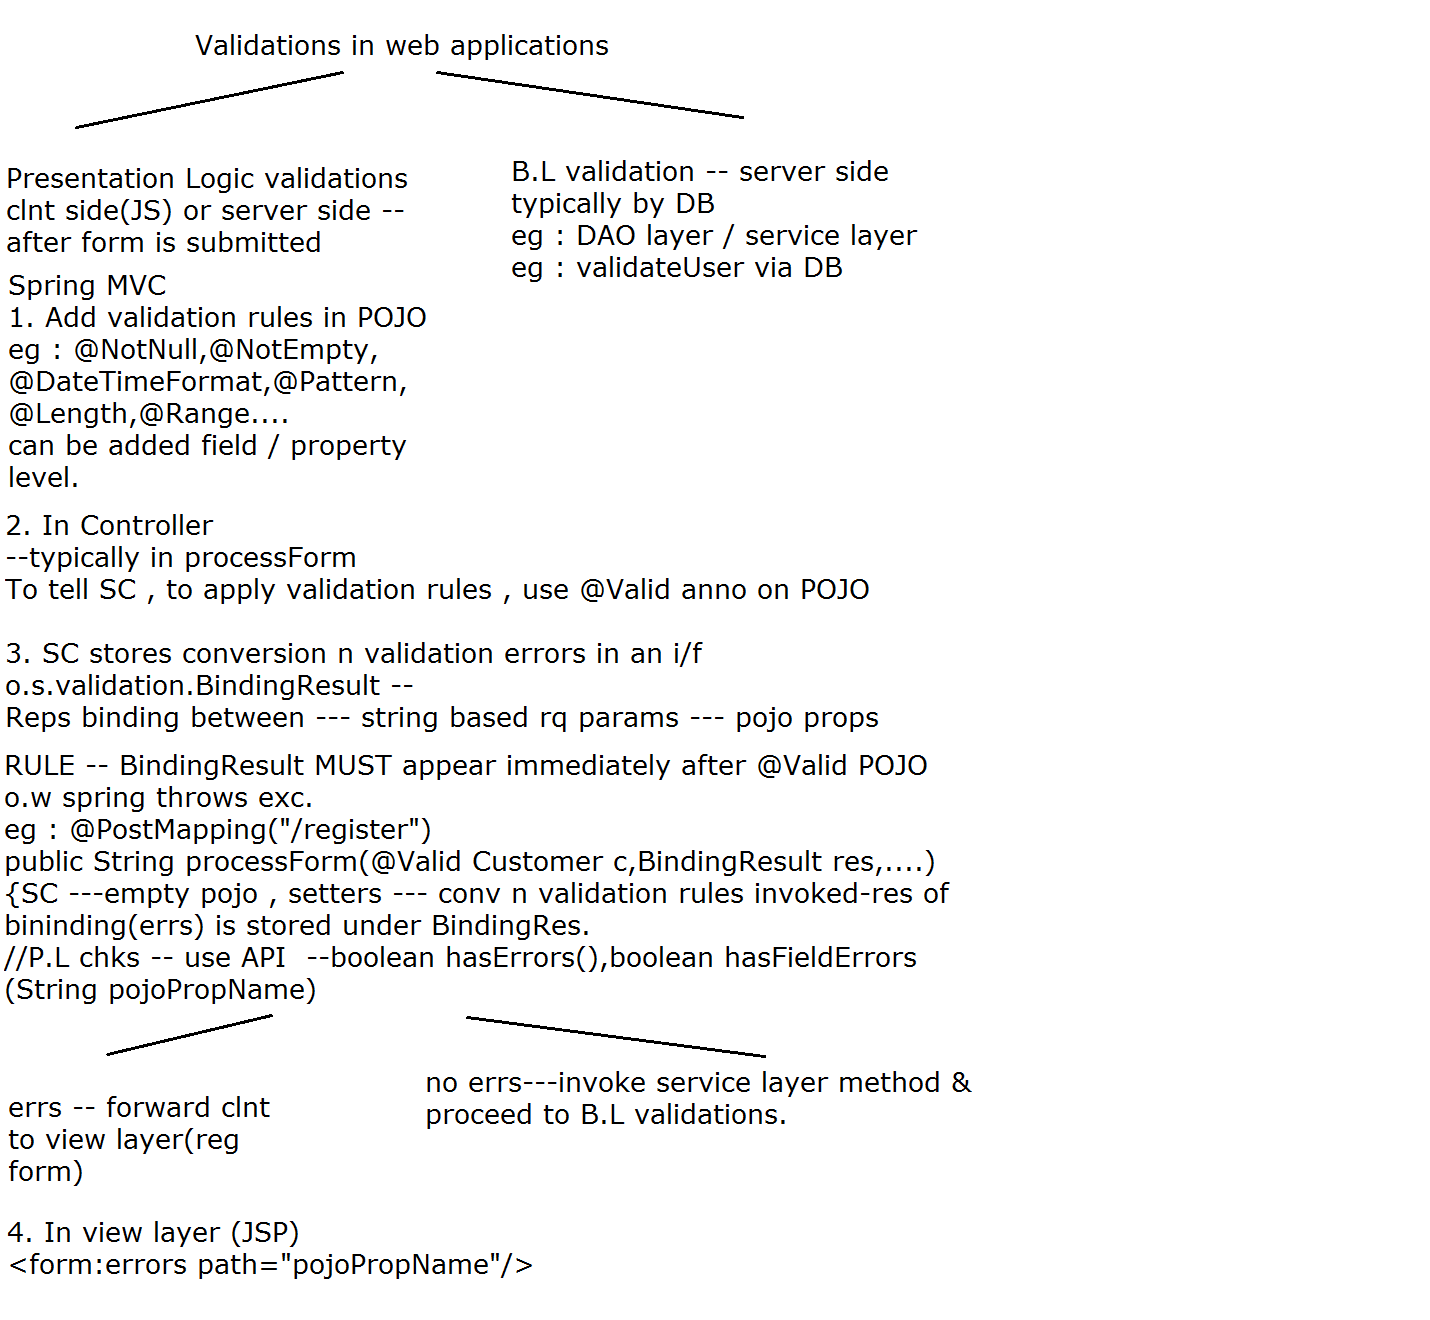 Validations in web applications
Presentation Logic validations
clnt side(JS) or server side --
after form is submitted
B.L validation -- server side
typically by DB
eg : DAO layer / service layer
eg : validateUser via DB
Spring MVC
1. Add validation rules in POJO
eg : @NotNull,@NotEmpty,
@DateTimeFormat,@Pattern,
@Length,@Range....
can be added field / property
level.
2. In Controller
--typically in processForm
To tell SC , to apply validation rules , use @Valid anno on POJO
3. SC stores conversion n validation errors in an i/f
o.s.validation.BindingResult --
Reps binding between --- string based rq params --- pojo props
RULE -- BindingResult MUST appear immediately after @Valid POJO
o.w spring throws exc.
eg : @PostMapping("/register")
public String processForm(@Valid Customer c,BindingResult res,....)
{SC ---empty pojo , setters --- conv n validation rules invoked-res of
bininding(errs) is stored under BindingRes.
//P.L chks -- use API  --boolean hasErrors(),boolean hasFieldErrors
(String pojoPropName)
errs -- forward clnt
to view layer(reg
form)
no errs---invoke service layer method &
proceed to B.L validations.
4. In view layer (JSP)
<form:errors path="pojoPropName"/>